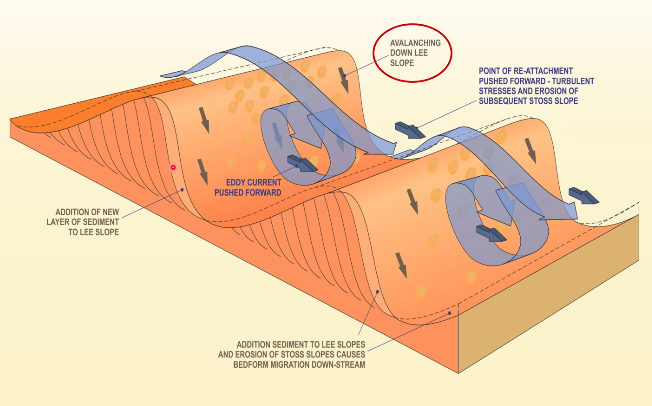 AVALANCHING
DOWN LEE
SLOPE
POINT OF RE-ATTACHMENT
PUSHED FORWARD - TURBULENT
STRESSES AND EROSION OF
SUBSEQUENT STOSS SLOPE
EDDY CURRENT
PUSHED FORWARD
ADDITION OF NEW
LAYER OF SEDIMENT
TO LEE SLOPE
ADDITION SEDIMENT TO LEE SLOPES
AND EROSION OF STOSS SLOPES CAUSES
BEDFORM MIGRATION DOWN-STREAM